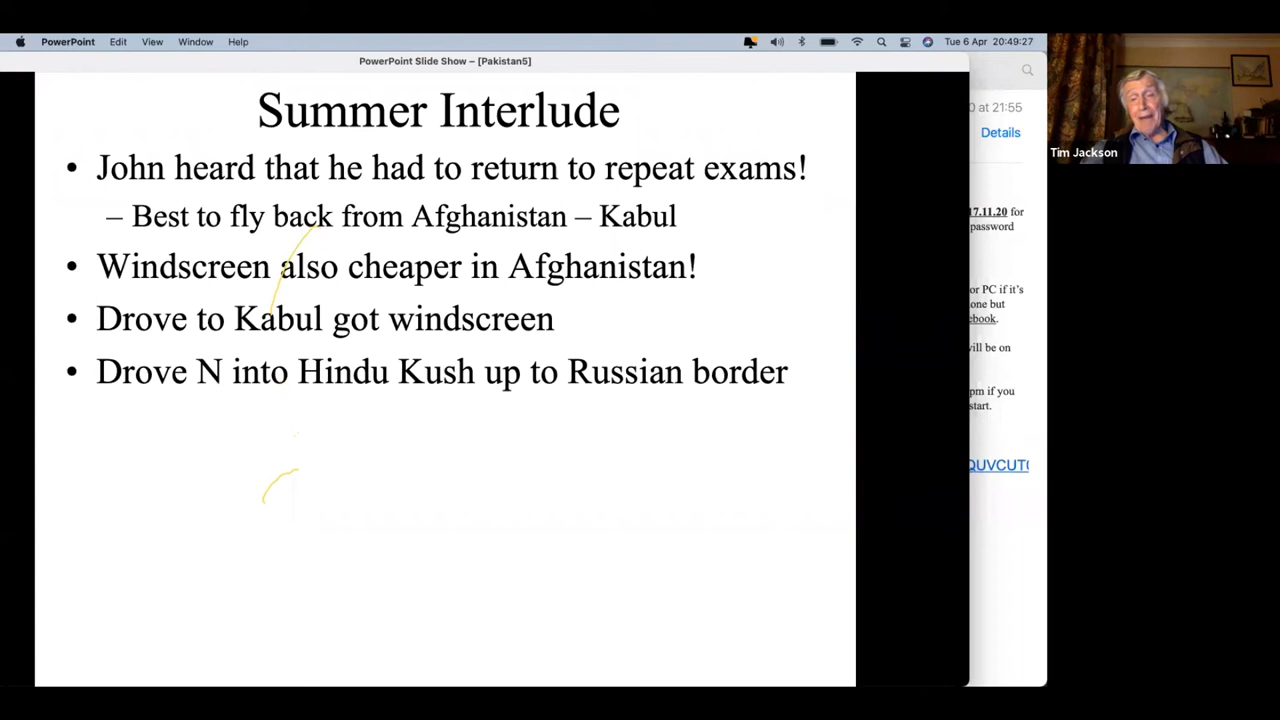 PowerPoint Edit View Window Help Tue 6 Apr 20:49:27
PowerPoint Slide Show – [Pakistan5]
Summer Interlude
• John heard that he had to return to repeat exams!
– Best to fly back from Afghanistan – Kabul
• Windscreen also cheaper in Afghanistan!
• Drove to Kabul got windscreen
• Drove N into Hindu Kush up to Russian border
0 at 21:55
Details
17.11.20 for
password
or PC if it's
one but
ebook.
vill be on
pm if you
start.
QUVCUT
Tim Jackson